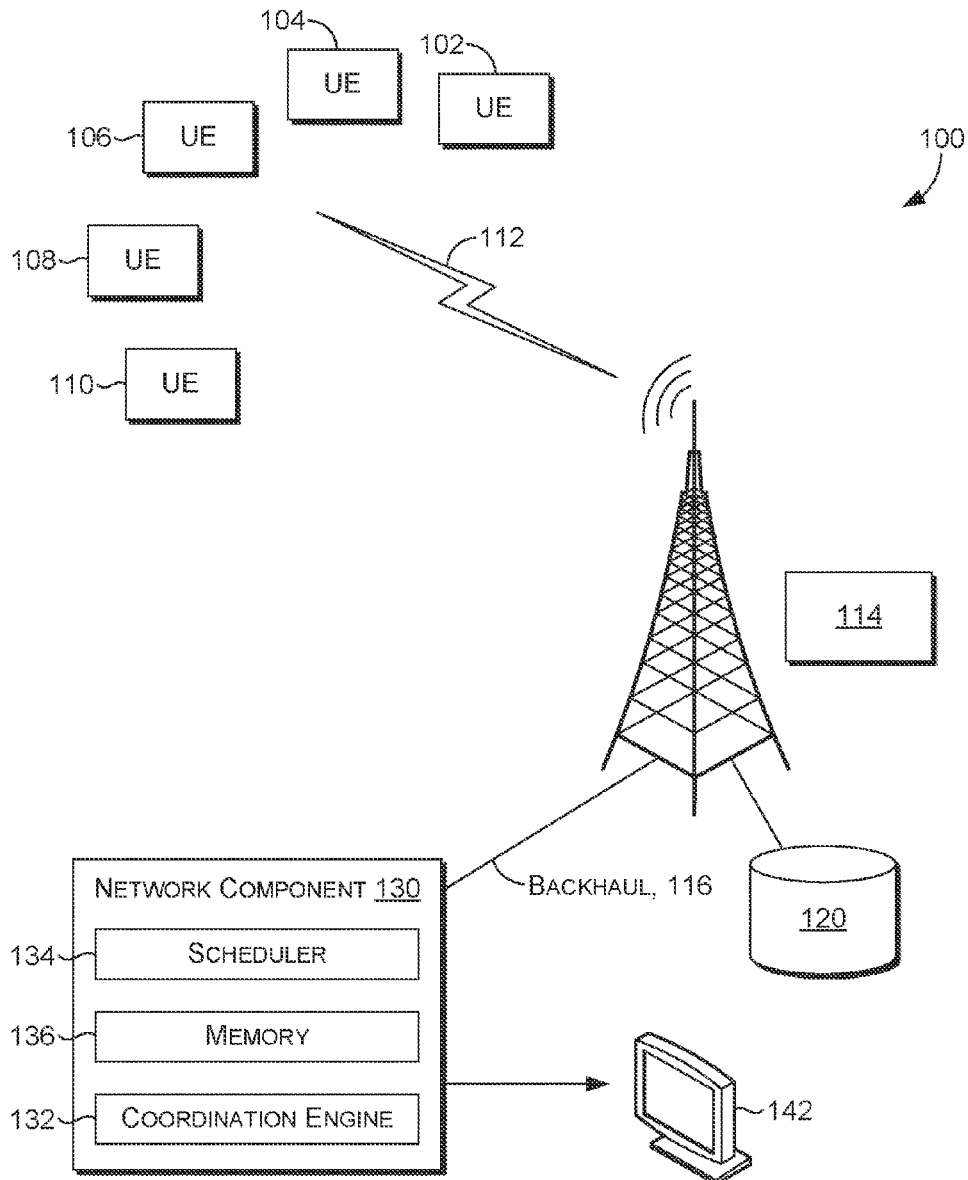 104
102
UE
UE
106
UE
100
112
108
UE
110
UE
114
NETWORK COMPONENT 130
BACKHAUL, 116
120
134
SCHEDULER
136
MEMORY
132
COORDINATION ENGINE
142